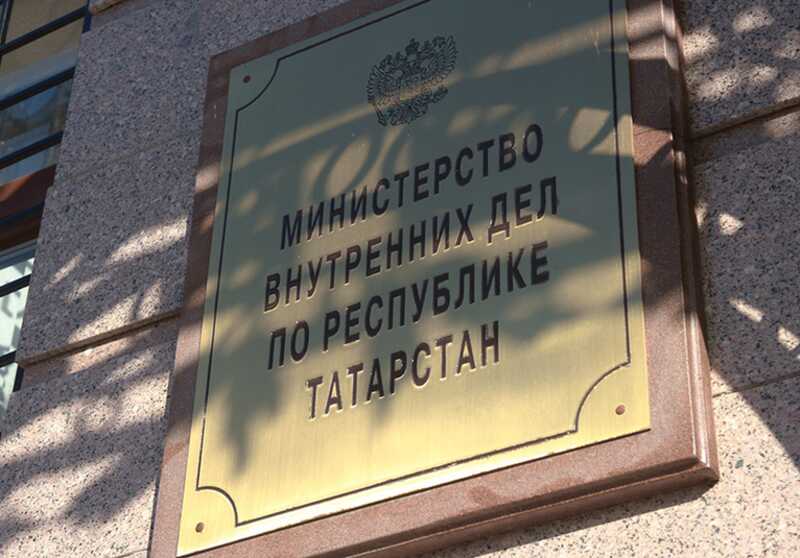 МИНИСТЕРСТВО
ВНУТРЕННИХ ДЕЛ
ПО РЕСПУБЛИКЕ
ТАТАРСТАН